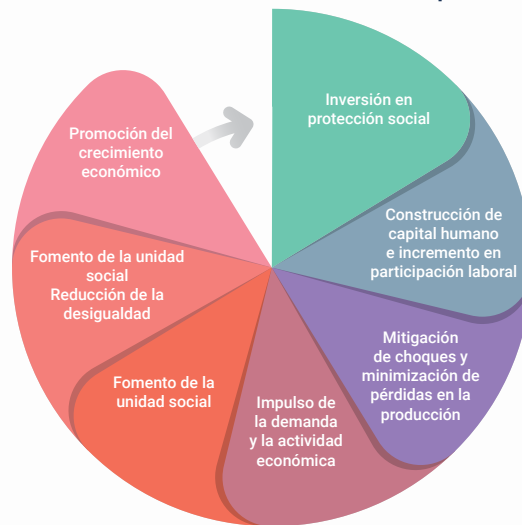 Inversión en
protección social
Construcción de
capital humano
e incremento en
participación laboral
Mitigación
de choques y
minimización de
pérdidas en la
producción
Impulso de
la demanda
y la actividad
económica
Fomento de la
unidad social
Fomento de la unidad
social
Reducción de la
desigualdad
Promoción del
crecimiento
económico